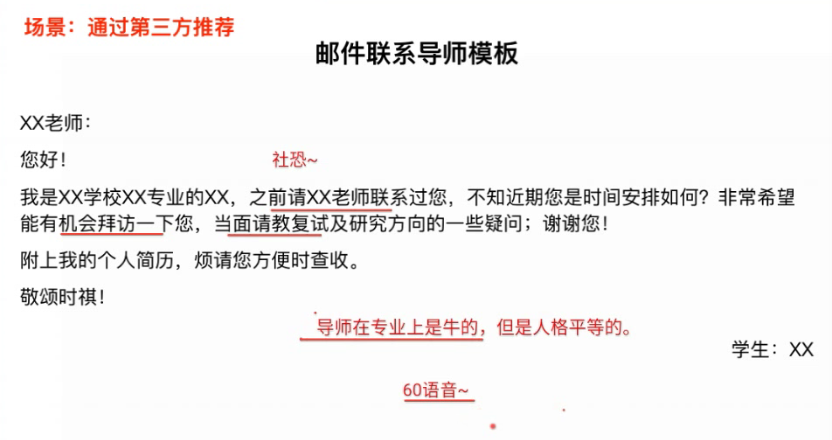 场景：通过第三方推荐
邮件联系导师模板
XX老师：
您好！
社恐~
我是XX学校XX专业的XX，之前请XX老师联系过您，不知近期您是时间安排如何？非常希望
能有机会拜访一下您，当面请教复试及研究方向的一些疑问；谢谢您！
附上我的个人简历，烦请您方便时查收。
敬颂时祺！
导师在专业上是牛的，但是人格平等的。
学生：XX
60语音~